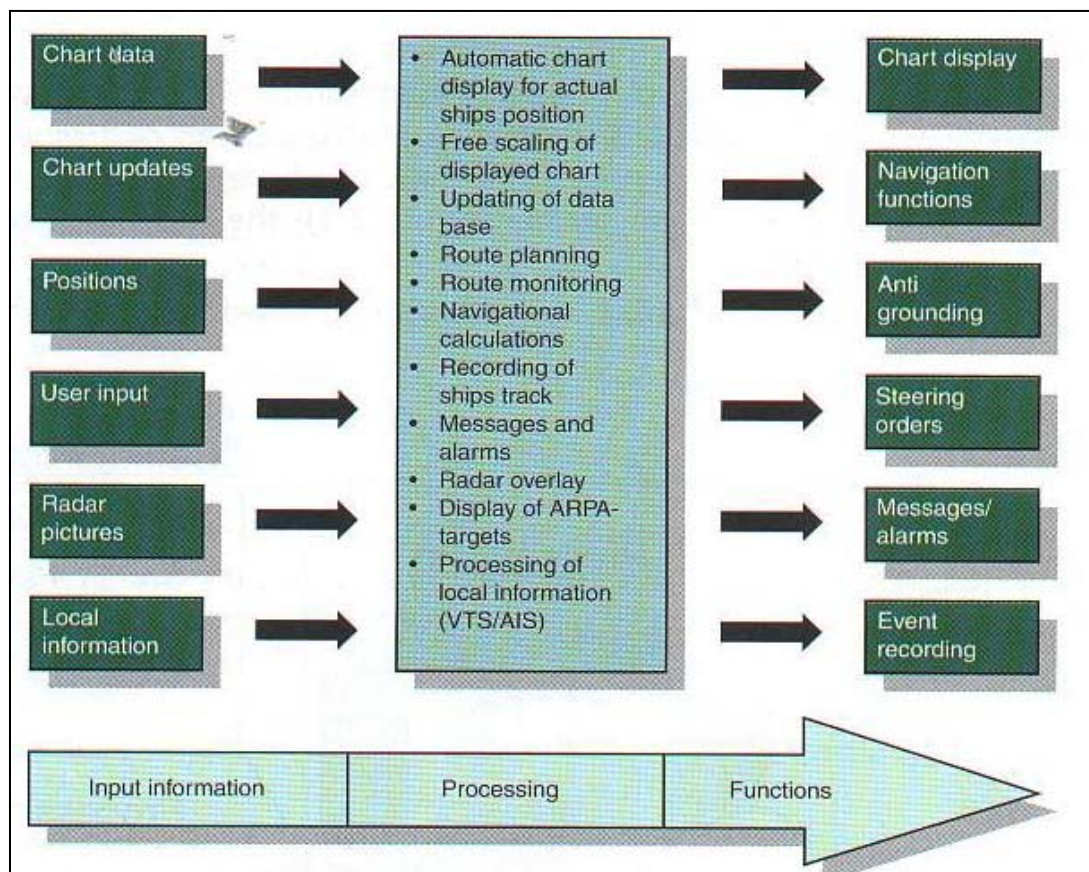 Chart data
Chart updates
Positions
User input
Radar
pictures
Local
information
• Automatic chart
display for actual
ships position
• Free scaling of
displayed chart
• Updating of data
base
• Route planning
• Route monitoring
• Navigational
calculations
• Recording of
ships track
• Messages and
alarms
• Radar overlay
• Display of ARPA-
targets
• Processing of
local information
(VTS/AIS)
Chart display
Navigation
functions
Anti
grounding
Steering
orders
Messages/
alarms
Event
recording
Input information
Processing
Functions